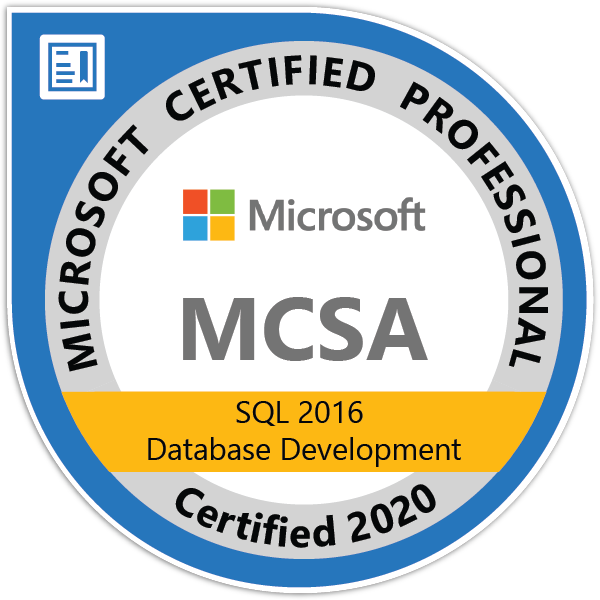 MICROSOFT CERTIFIED PROFESSIONAL
Microsoft
MCSA
SQL 2016
Database Development
Certified 2020